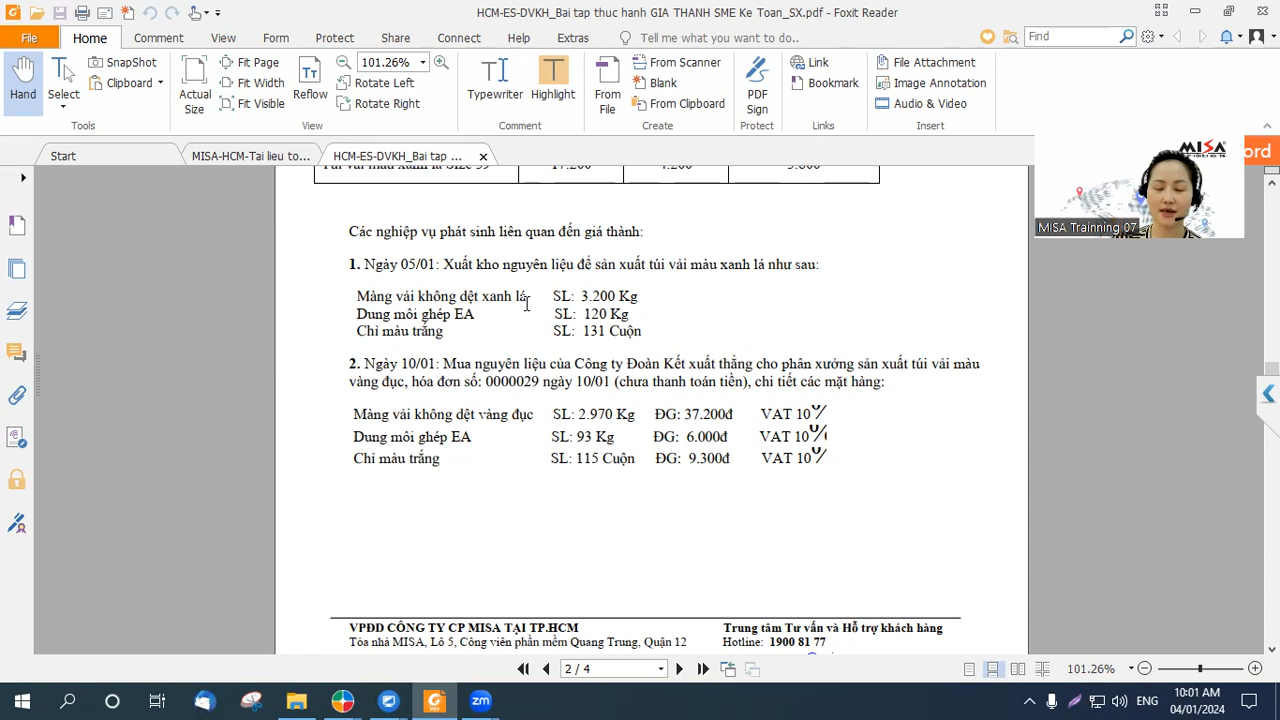 HCM-ES-DVKH_Bai tap thuc hanh GIA THANH SME Ke Toan_SX.pdf - Foxit Reader
File Home Comment View Form Protect Share Connect Help Extras Tell me what you want to do.. Find
Hand
Select
SnapShot
Clipboard
Tools
Actual Size
Fit Page
Fit Width
Fit Visible
Reflow
101.26%
Rotate Left
Rotate Right
View
Typewriter
Highlight
Comment
From File
From Scanner
Blank
From Clipboard
Create
PDF Sign
Protect
Link
Bookmark
Links
File Attachment
Image Annotation
Audio & Video
Insert
Start
MISA-HCM-Tai lieu to...
HCM-ES-DVKH_Bai tap ...
MISA
ord
MISA Trainning 07
Các nghiệp vụ phát sinh liên quan đến giá thành:
1. Ngày 05/01: Xuất kho nguyên liệu để sản xuất túi vải màu xanh lá như sau:
Màng vải không dệt xanh lá SL: 3.200 Kg
Dung môi ghép EA SL: 120 Kg
Chỉ màu trắng SL: 131 Cuộn
2. Ngày 10/01: Mua nguyên liệu của Công ty Đoàn Kết xuất thẳng cho phân xưởng sản xuất túi vải màu
vàng đục, hóa đơn số: 0000029 ngày 10/01 (chưa thanh toán tiền), chi tiết các mặt hàng:
Màng vải không dệt vàng đục SL: 2.970 Kg ĐG: 37.200đ VAT 10%
Dung môi ghép EA SL: 93 Kg ĐG: 6.000đ VAT 10%
Chỉ màu trắng SL: 115 Cuộn ĐG: 9.300đ VAT 10%
VPĐD CÔNG TY CP MISA TẠI TP.HCM Trung tâm Tư vấn và Hỗ trợ khách hàng
Tòa nhà MISA, Lô 5, Công viên phần mềm Quang Trung, Quận 12 Hotline: 1900 81 77
2 / 4
101.26%
ENG
10:01 AM
04/01/2024